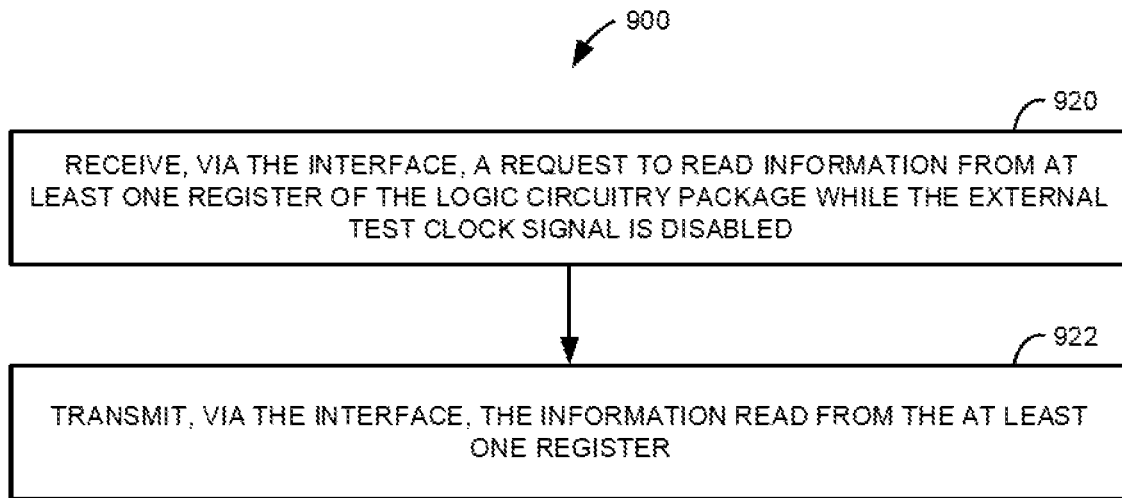 900
920
RECEIVE, VIA THE INTERFACE, A REQUEST TO READ INFORMATION FROM AT
LEAST ONE REGISTER OF THE LOGIC CIRCUITRY PACKAGE WHILE THE EXTERNAL
TEST CLOCK SIGNAL IS DISABLED
922
TRANSMIT, VIA THE INTERFACE, THE INFORMATION READ FROM THE AT LEAST
ONE REGISTER